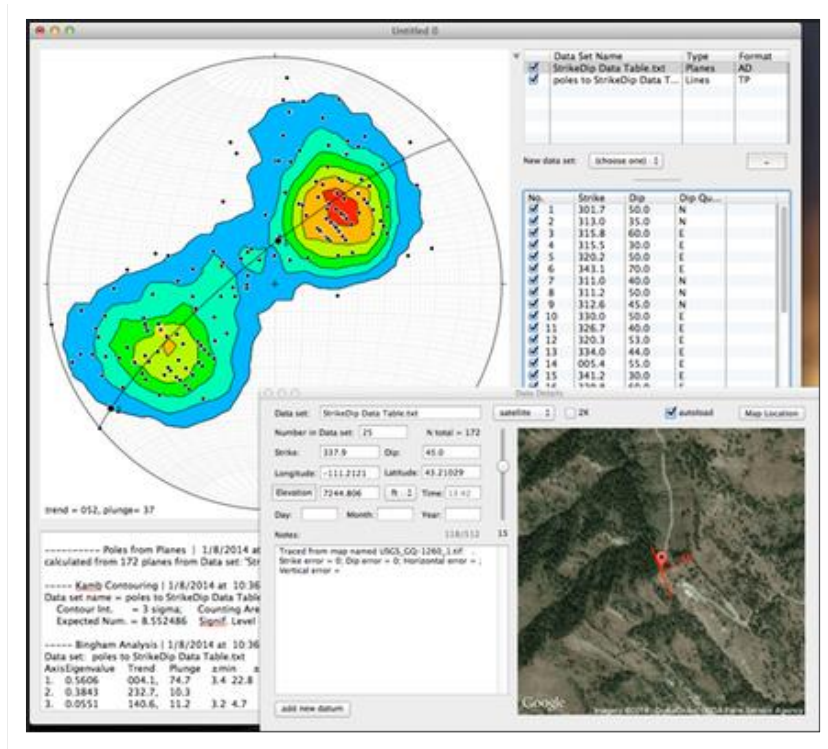 Untitled 0
Data Set Name Type Format
StrikeDip Data Table.txt Planes AD
poles to StrikeDip Data T... Lines TP
New data set: (choose one)
No. Strike Dip Dip Qu...
1 301.7 50.0 N
2 313.0 35.0 N
3 315.8 60.0 E
4 315.5 30.0 E
5 320.2 50.0 E
6 343.1 70.0 E
7 311.0 40.0 N
8 311.2 50.0 N
9 312.6 45.0 N
10 330.0 50.0 E
11 326.7 40.0 E
12 320.3 53.0 E
13 334.0 44.0 E
14 005.4 55.0 E
15 341.2 30.0 E
trend = 052, plunge= 37
---------- Poles from Planes | 1/8/2014 at
calculated from 172 planes from Data set: "Str
----- Kamb Contouring | 1/8/2014 at 10:36
Data set name = poles to StrikeDip Data Table
Contour Int. = 3 sigma; Counting Are
Expected Num. = 8.552486 Signif. Level
----- Bingham Analysis | 1/8/2014 at 10:36
Data set: poles to StrikeDip Data Table.txt
Axis Eigenvalue Trend Plunge ±min ±
1. 0.5606 004.1, 74.7 3.4 22.8
2. 0.3843 232.7, 10.3
3. 0.0551 140.6, 11.2 3.2 4.7
Data Details
Data set: StrikeDip Data Table.txt satellite 2X autoload Map Location
Number in Data set: 25 N total = 172
Strike: 337.9 Dip: 45.0
Longitude: -111.2121 Latitude: 43.21029
Elevation 7244.806 ft Time: 13:42
Day: Month: Year:
Notes: 118/512 15
Traced from map named USGS_GQ-1260_1.tif .
Strike error = 0; Dip error = 0; Horizontal error = ;
Vertical error =
add new datum
Google